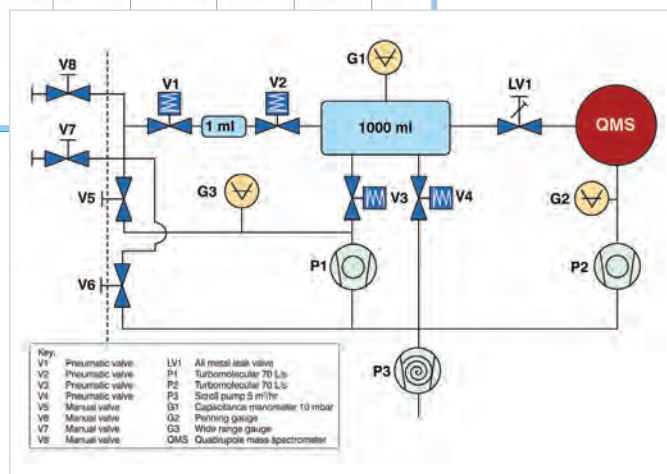 V8
V1
V2
G1
LV1
1 ml
1000 ml
QMS
V7
V5
G3
V3
V4
G2
V6
P1
P2
P3
Key:
V1 Pneumatic valve
V2 Pneumatic valve
V3 Pneumatic valve
V4 Pneumatic valve
V5 Manual valve
V6 Manual valve
V7 Manual valve
V8 Manual valve
LV1 All metal leak valve
P1 Turbomolecular 70 L/s
P2 Turbomolecular 70 L/s
P3 Scroll pump 5 m³/hr
G1 Capacitance manometer 10 mbar
G2 Penning gauge
G3 Wide range gauge
QMS Quadrupole mass spectrometer